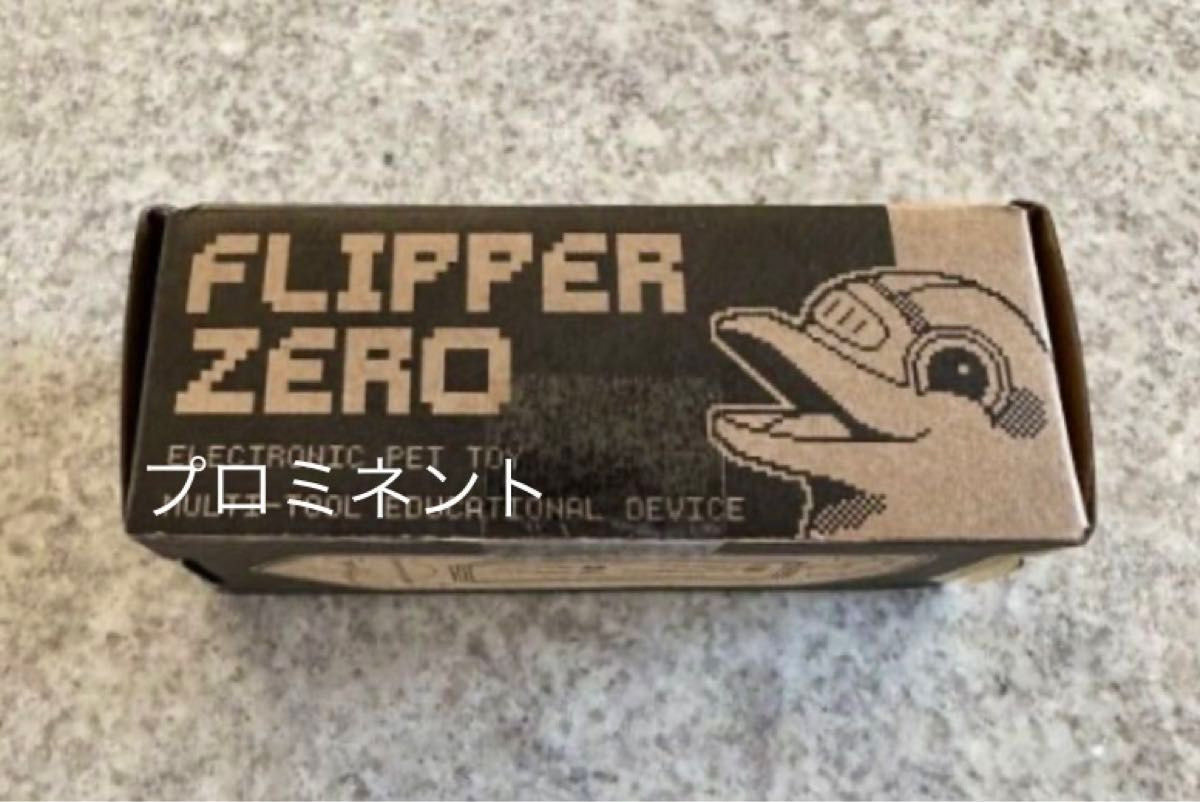 FLIPPER
ZERO
ELECTRONIC PET TOY
プロミネント
MULTI-TOOL EDUCATIONAL DEVICE